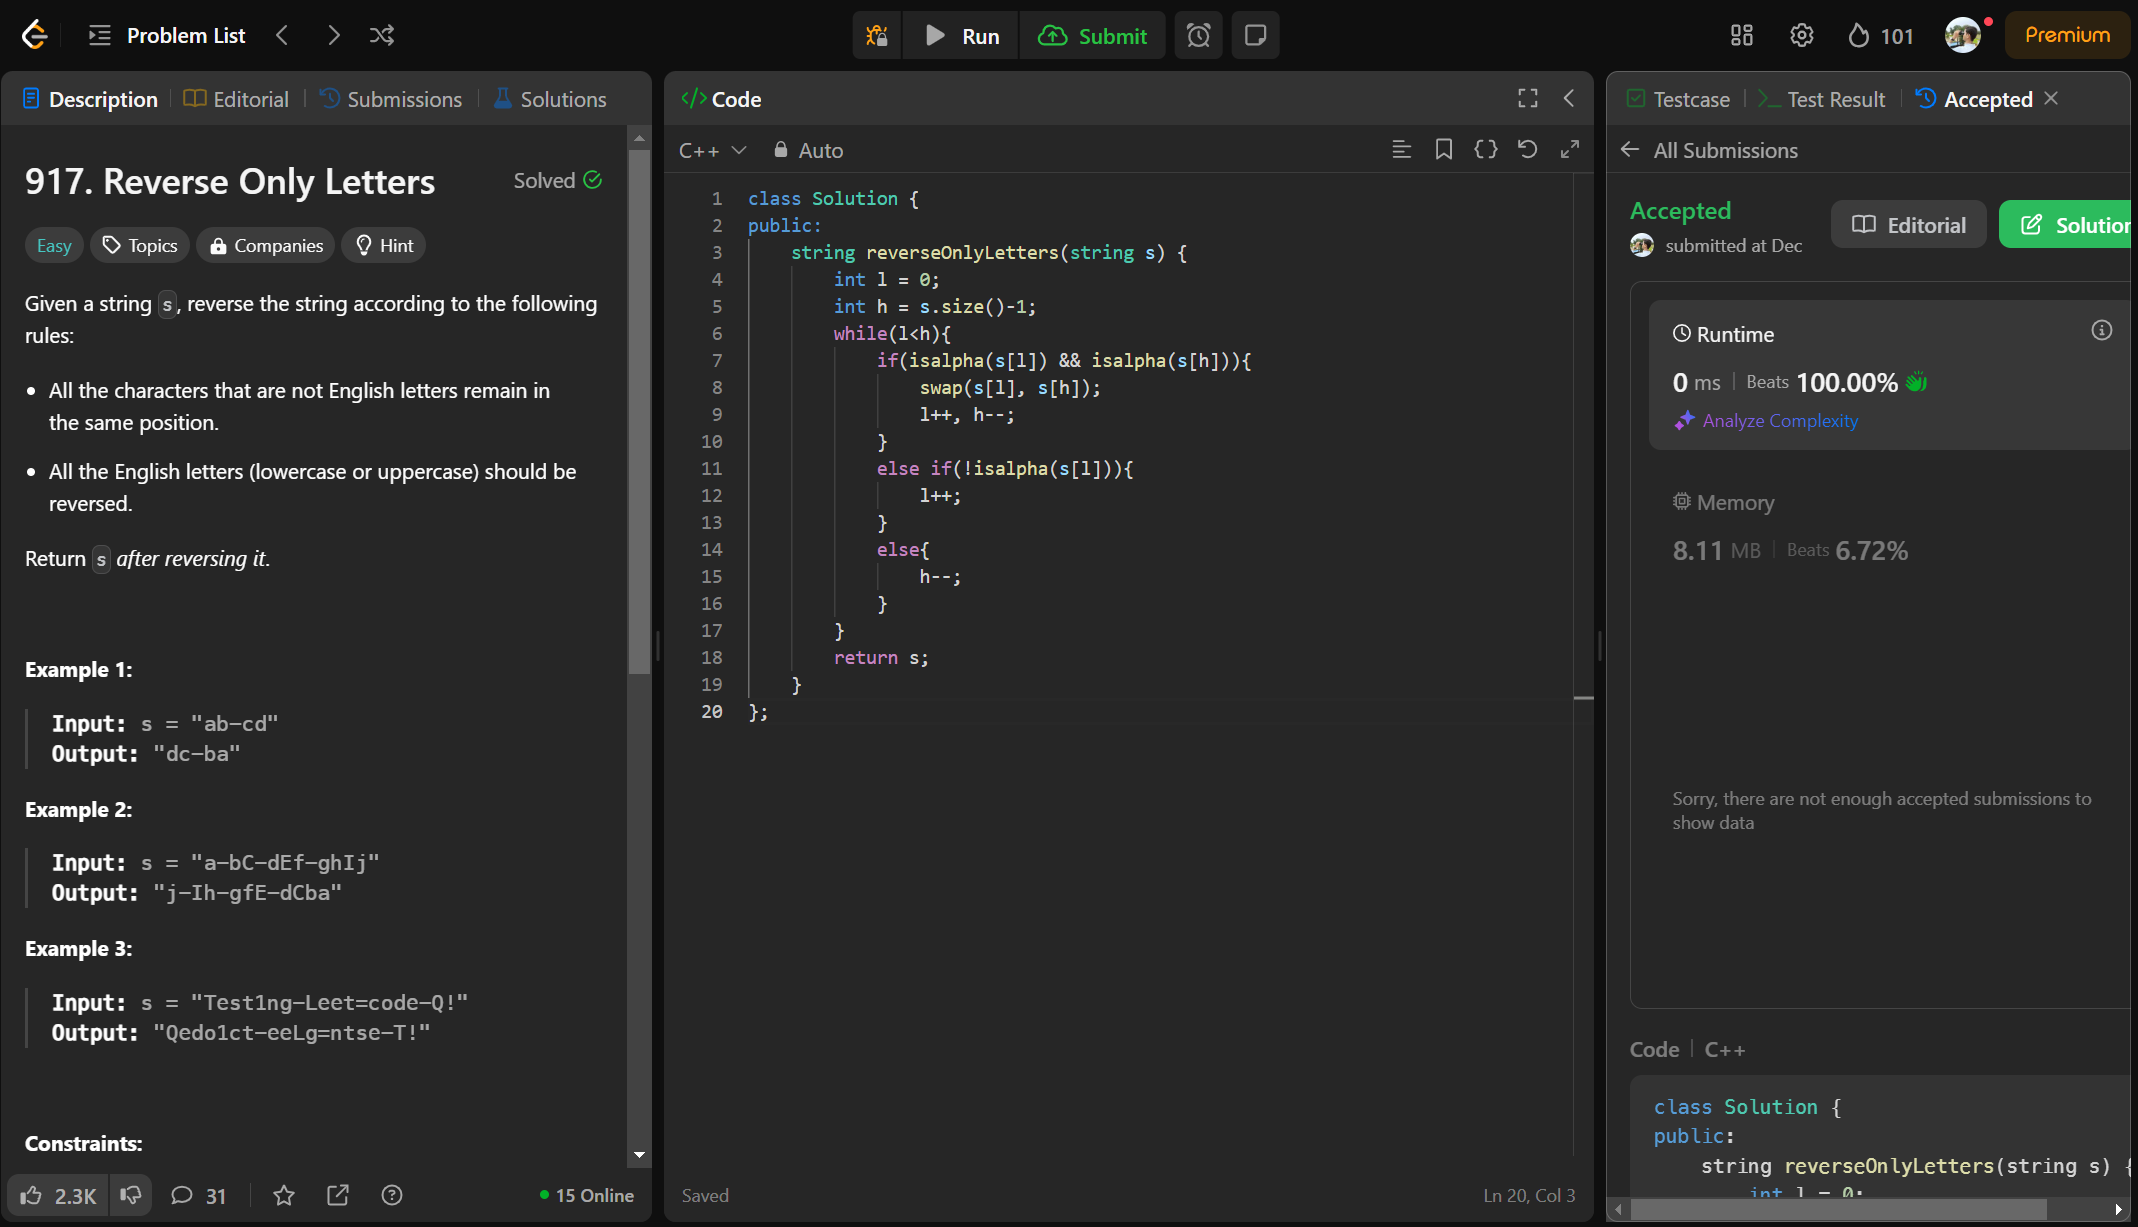 Problem List
Run
Submit
101
Premium
Description
Editorial
Submissions
Solutions
917. Reverse Only Letters
Solved
Easy
Topics
Companies
Hint
Given a string s, reverse the string according to the following
rules:
• All the characters that are not English letters remain in
the same position.
• All the English letters (lowercase or uppercase) should be
reversed.
Return s after reversing it.
Example 1:
Input: s = "ab-cd"
Output: "dc-ba"
Example 2:
Input: s = "a-bC-dEf-ghIj"
Output: "j-Ih-gfE-dCba"
Example 3:
Input: s = "Test1ng-Leet=code-Q!"
Output: "Qedo1ct-eeLg=ntse-T!"
Constraints:
2.3K
31
15 Online
</> Code
C++
Auto
1 class Solution {
2 public:
3     string reverseOnlyLetters(string s) {
4         int l = 0;
5         int h = s.size()-1;
6         while(l<h){
7             if(isalpha(s[l]) && isalpha(s[h])){
8                 swap(s[l], s[h]);
9                 l++, h--;
10             }
11             else if(!isalpha(s[l])){
12                 l++;
13             }
14             else{
15                 h--;
16             }
17         }
18         return s;
19     }
20 };
Saved
Ln 20, Col 3
Testcase
>_ Test Result
Accepted
All Submissions
Accepted
submitted at Dec
Editorial
Solution
Runtime
0 ms
Beats 100.00%
Analyze Complexity
Memory
8.11 MB
Beats 6.72%
Sorry, there are not enough accepted submissions to
show data
Code
C++
class Solution {
public:
    string reverseOnlyLetters(string s) {
        int l = 0;